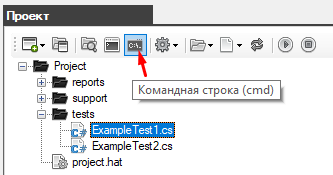 Проект
C:\.
Командная строка (cmd)
Project
reports
support
tests
ExampleTest1.cs
ExampleTest2.cs
project.hat